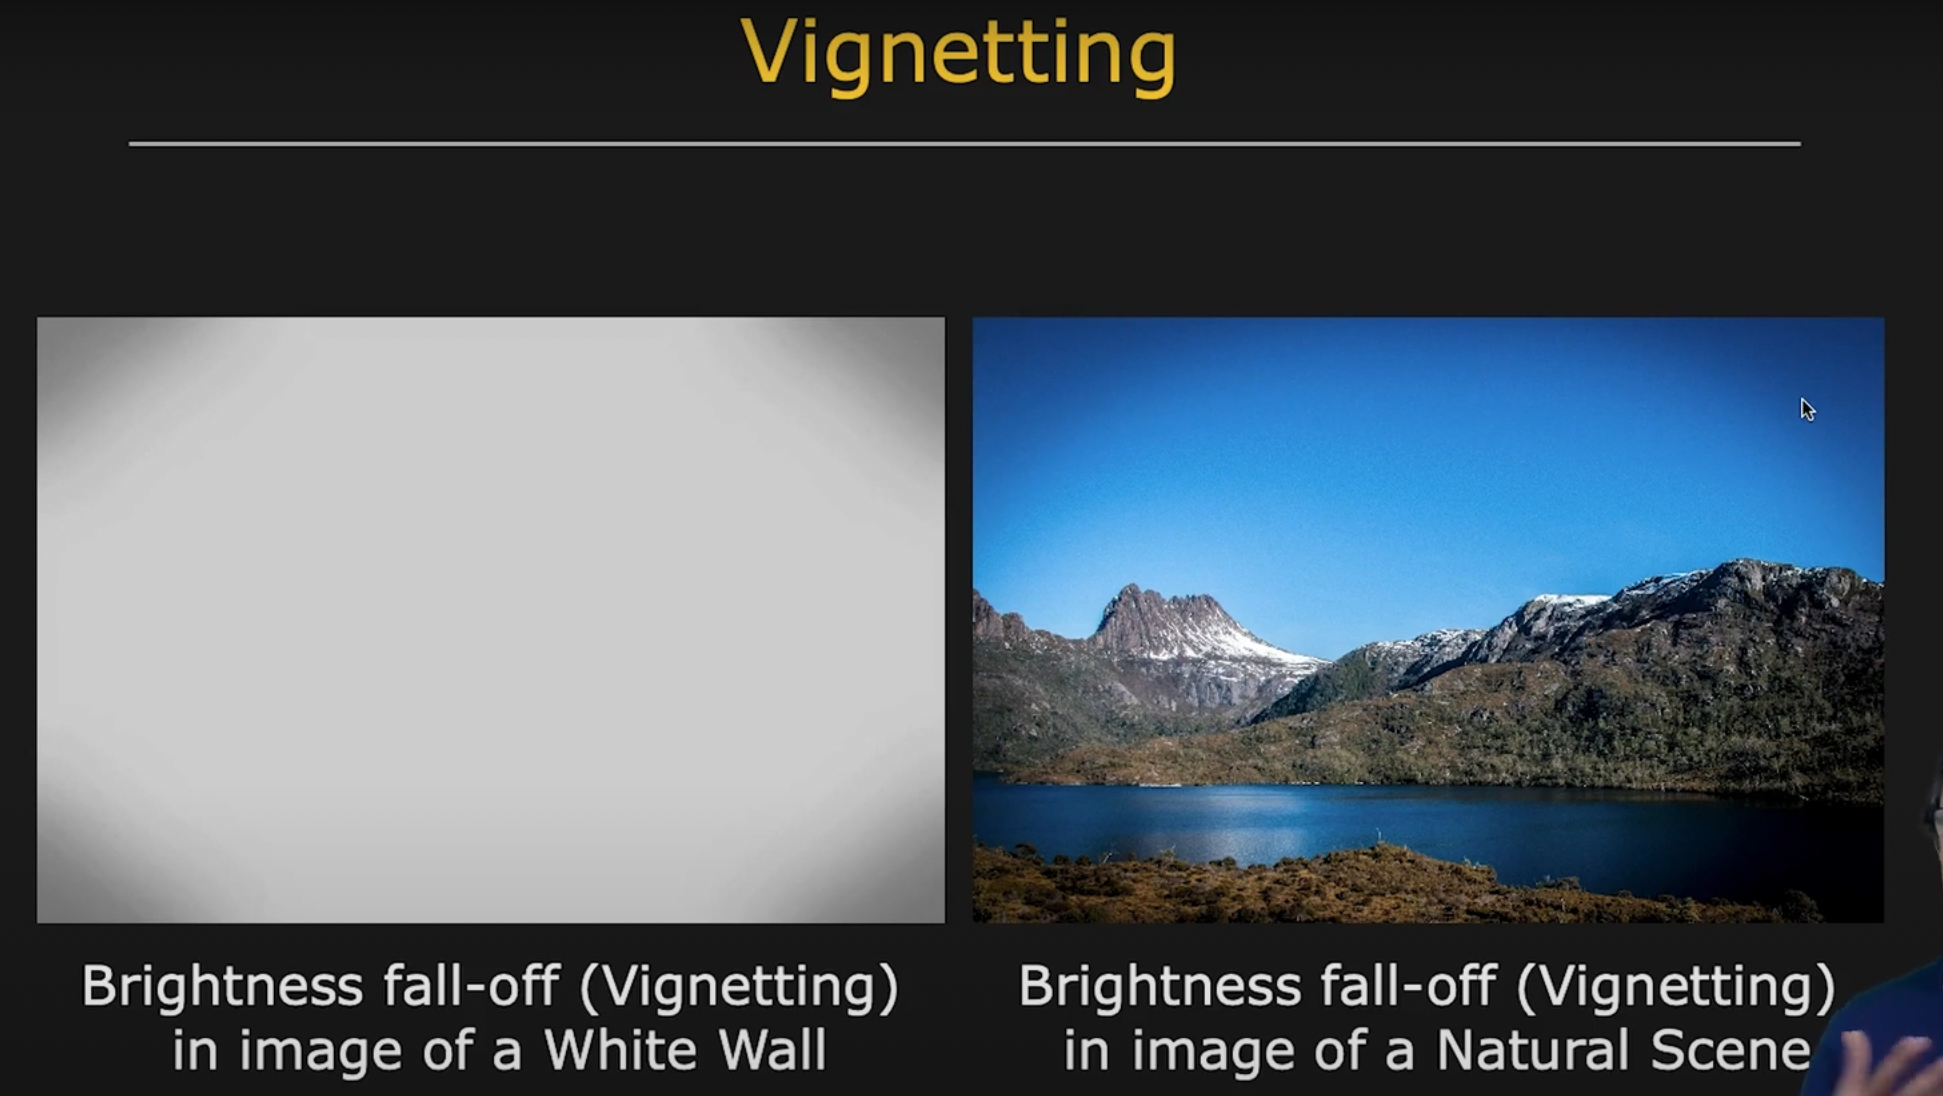 Vignetting
Brightness fall-off (Vignetting)
in image of a White Wall
Brightness fall-off (Vignetting)
in image of a Natural Scene